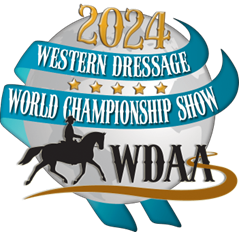 2024
WESTERN DRESSAGE
WORLD CHAMPIONSHIP SHOW
WDAA